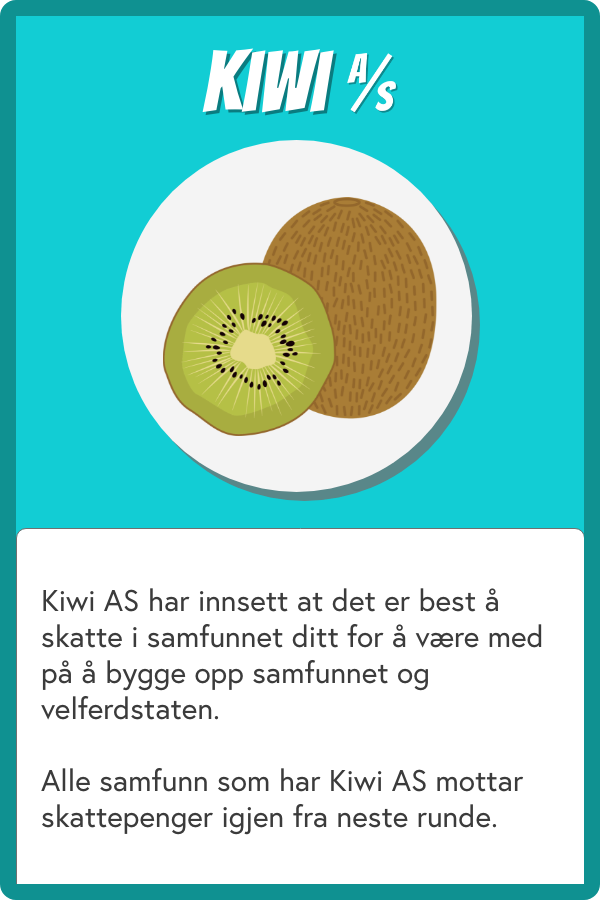 KIWI A/S
Kiwi AS har innsett at det er best å
skatte i samfunnet ditt for å være med
på å bygge opp samfunnet og
velferdstaten.
Alle samfunn som har Kiwi AS mottar
skattepenger igjen fra neste runde.